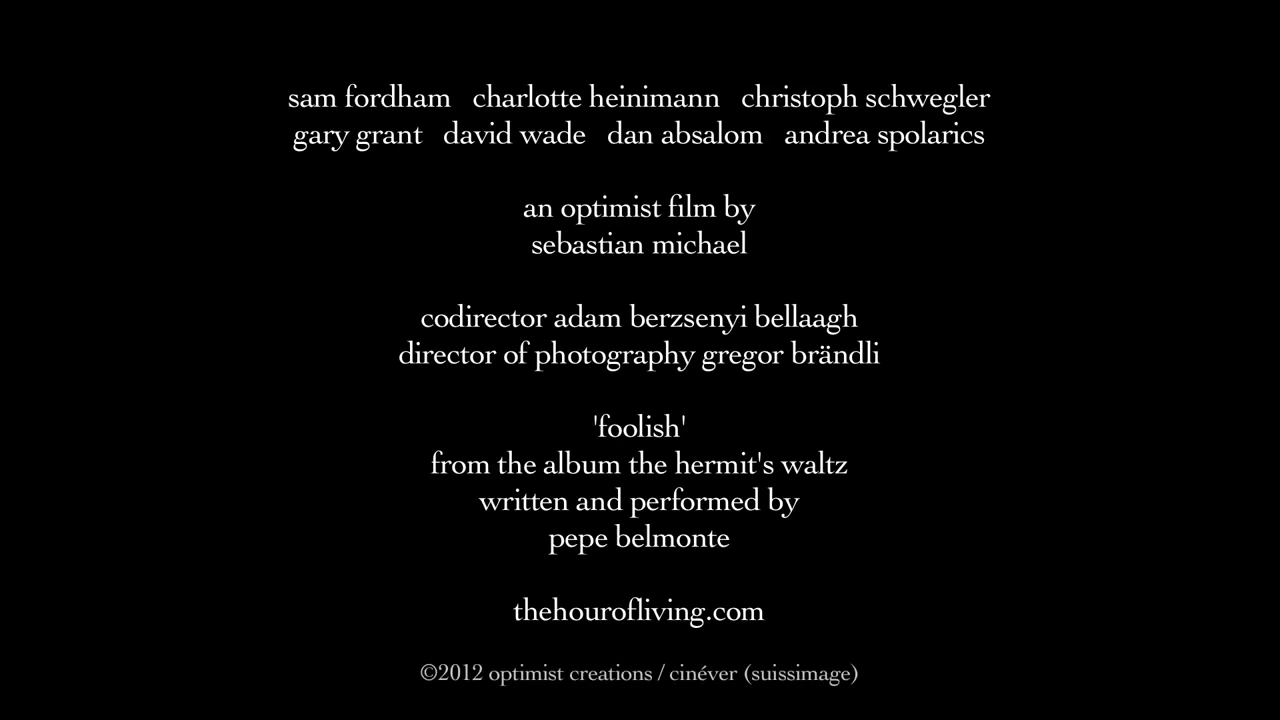 sam fordham charlotte heinimann christoph schwegler
gary grant david wade dan absalom andrea spolarics
an optimist film by
sebastian michael
codirector adam berzsenyi bellaagh
director of photography gregor brändli
'foolish'
from the album the hermit's waltz
written and performed by
pepe belmonte
thehourofliving.com
©2012 optimist creations / cinéver (suissimage)